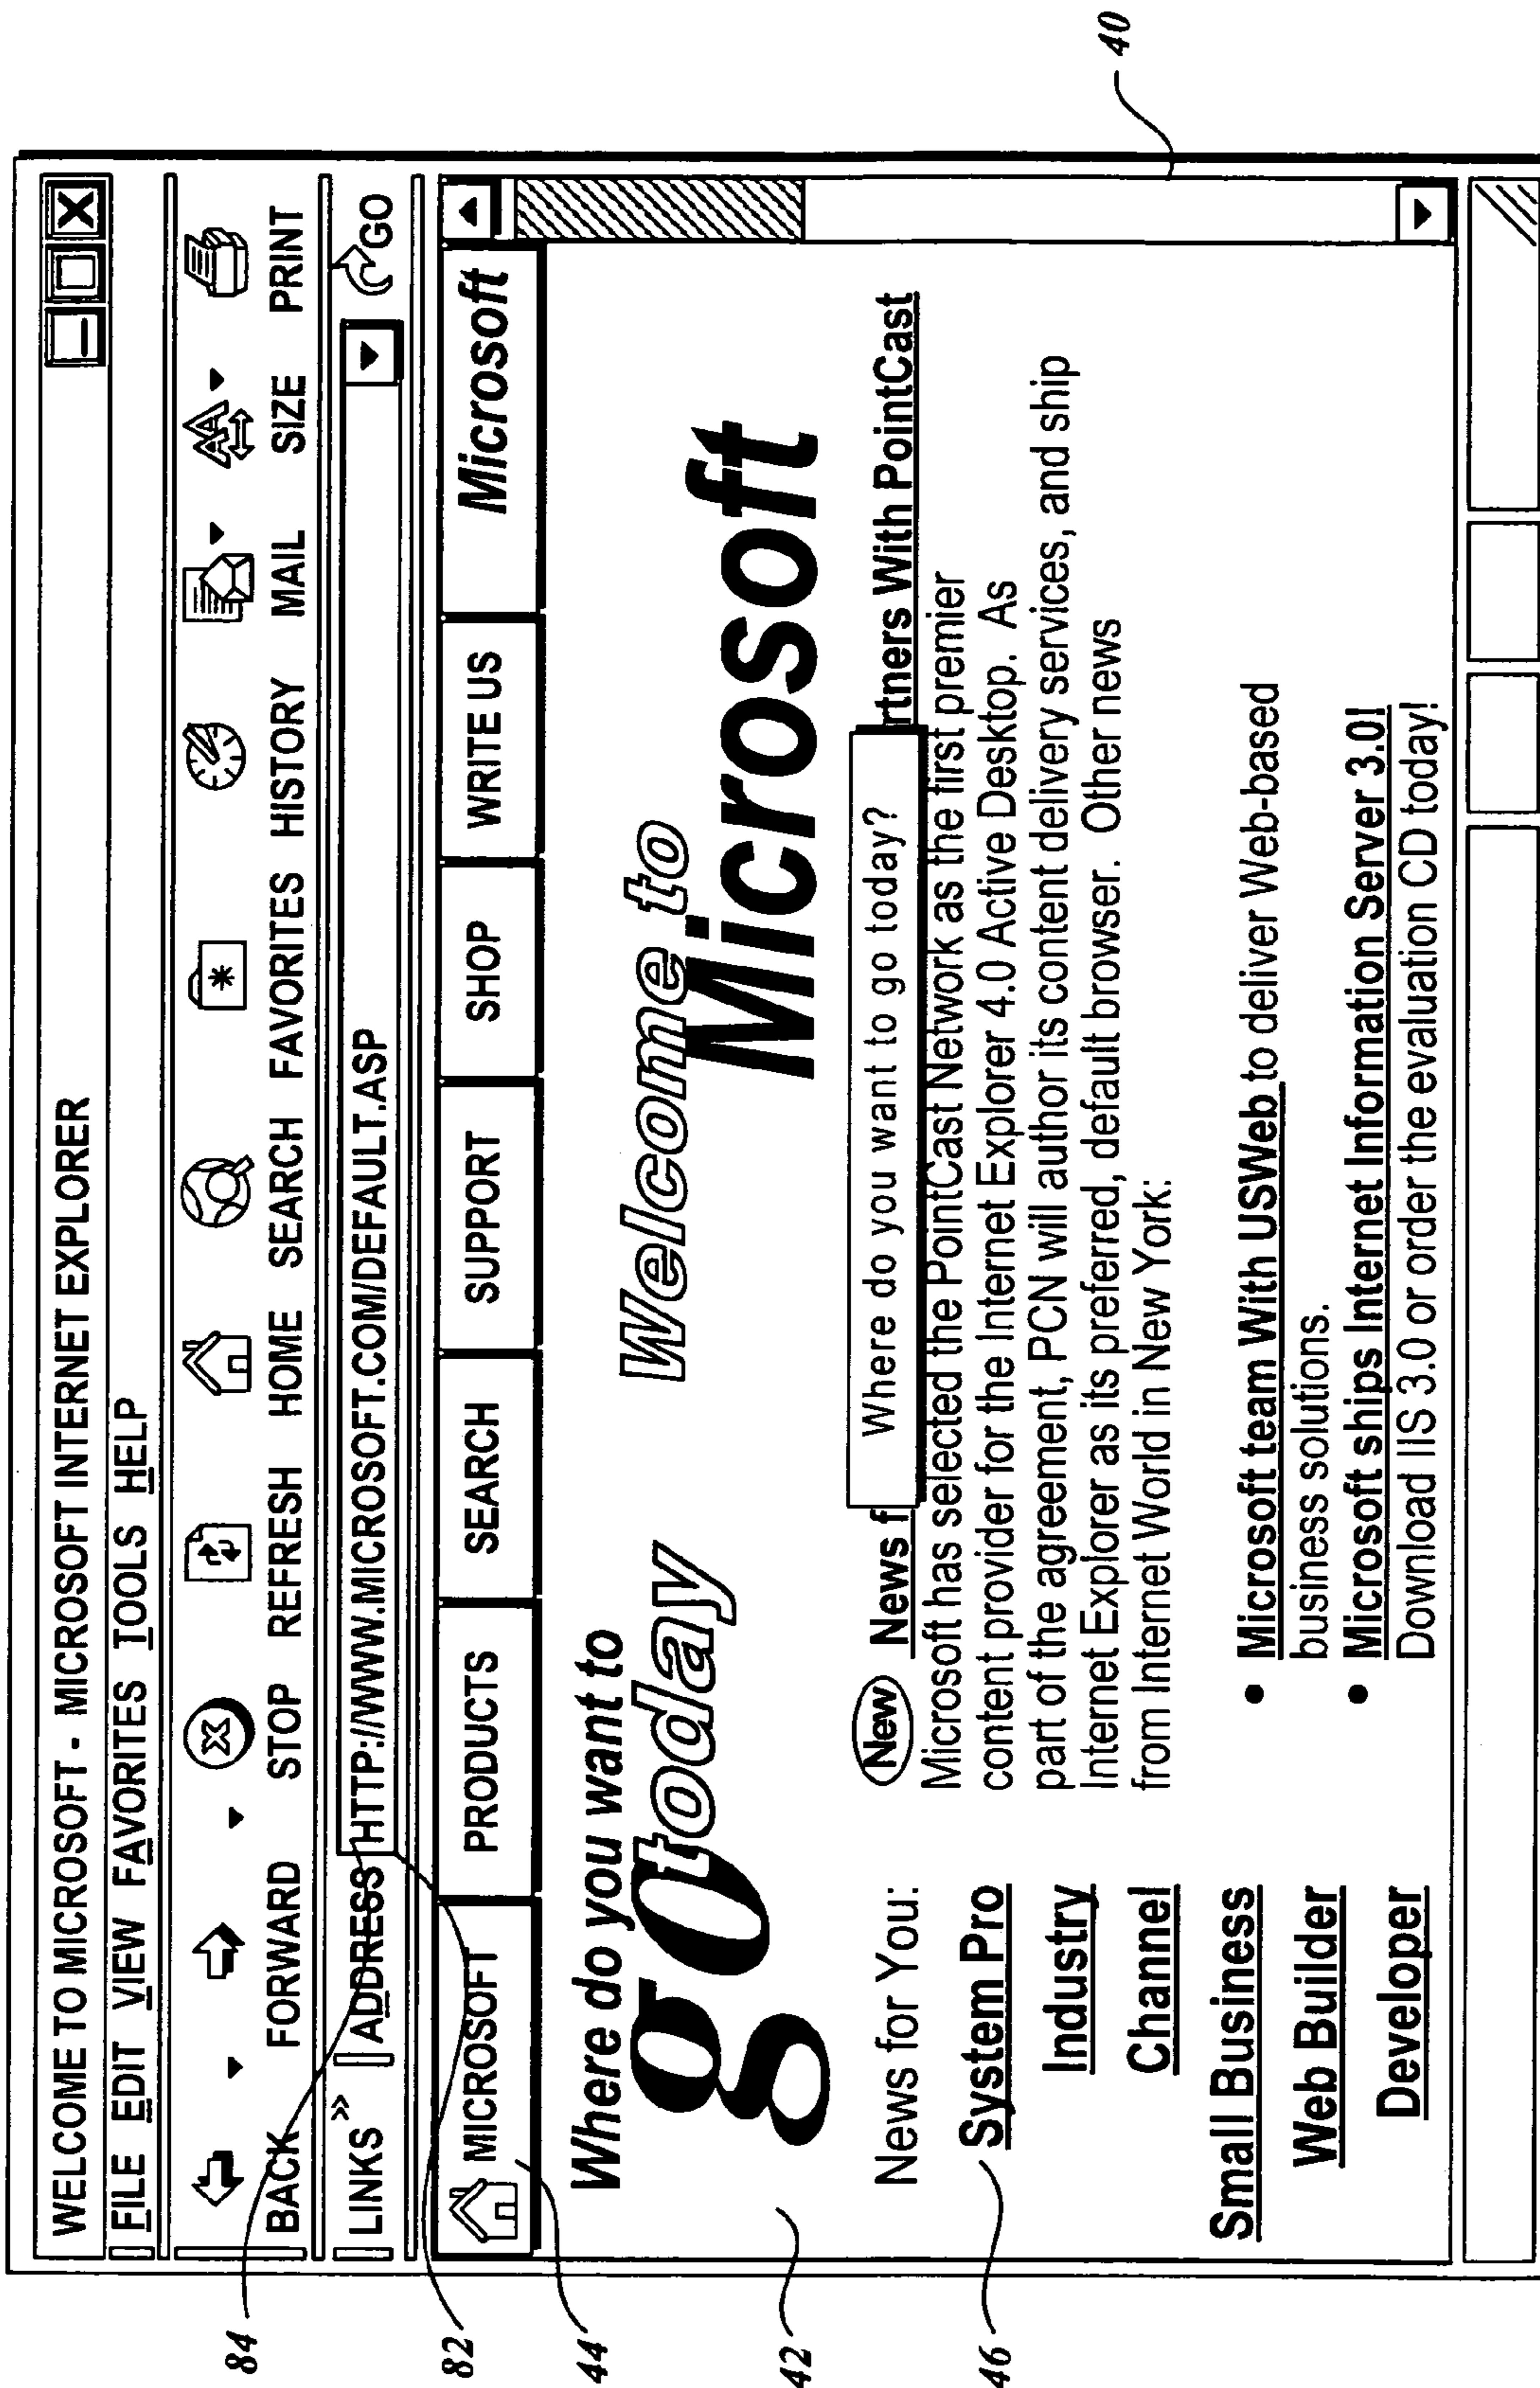 WELCOME TO MICROSOFT - MICROSOFT INTERNET EXPLORER
FILE EDIT VIEW FAVORITES TOOLS HELP
BACK FORWARD STOP REFRESH HOME SEARCH FAVORITES HISTORY MAIL SIZE PRINT
LINKS » ADDRESS HTTP://WWW.MICROSOFT.COM/DEFAULT.ASP GO
MICROSOFT PRODUCTS SEARCH SUPPORT SHOP WRITE US Microsoft
Where do you want to
go today
Welcome to
Microsoft
Where do you want to go today?
News for You:
System Pro
Industry
Channel
Small Business
Web Builder
Developer
New News f rtners With PointCast
Microsoft has selected the PointCast Network as the first premier
content provider for the Internet Explorer 4.0 Active Desktop. As
part of the agreement, PCN will author its content delivery services, and ship
Internet Explorer as its preferred, default browser. Other news
from Internet World in New York:
• Microsoft team With USWeb to deliver Web-based
business solutions.
• Microsoft ships Internet Information Server 3.0!
Download IIS 3.0 or order the evaluation CD today!
84
82
44
42
46
40